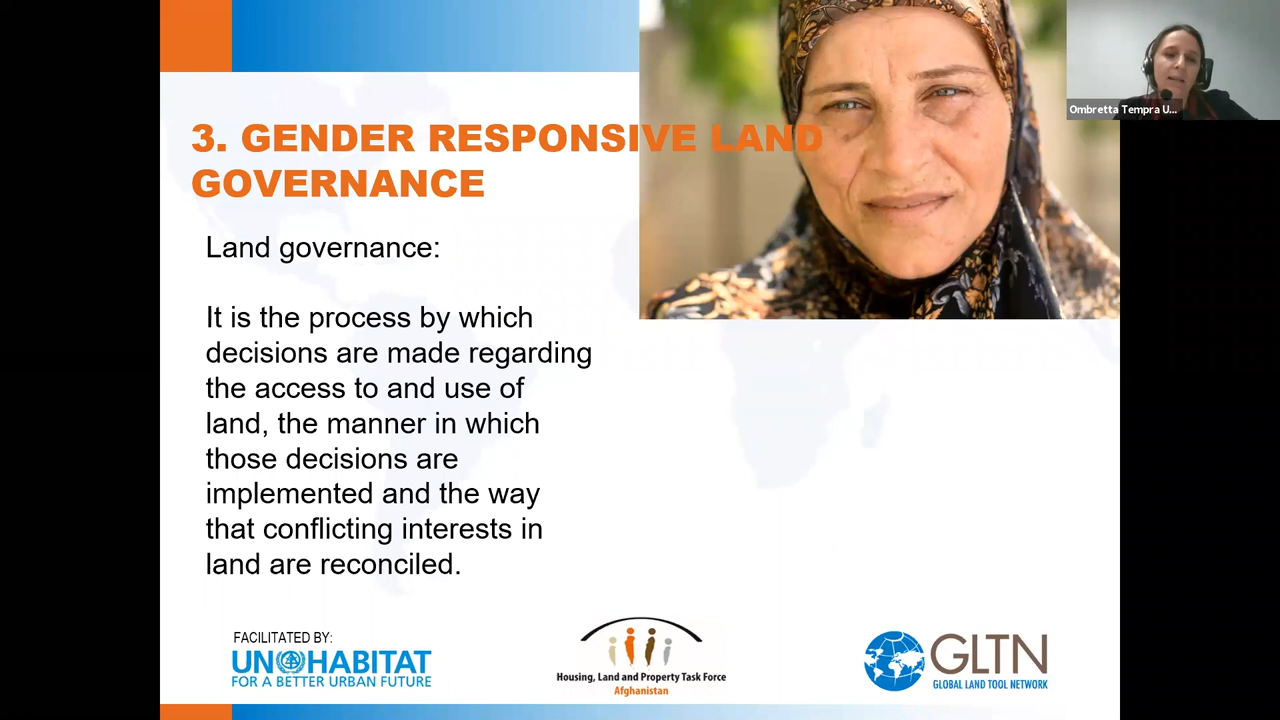 3. GENDER RESPONSIVE LAND
GOVERNANCE
Land governance:
It is the process by which
decisions are made regarding
the access to and use of
land, the manner in which
those decisions are
implemented and the way
that conflicting interests in
land are reconciled.
Ombretta Tempra U...
FACILITATED BY:
UN HABITAT
FOR A BETTER URBAN FUTURE
Housing, Land and Property Task Force
Afghanistan
GLTN
GLOBAL LAND TOOL NETWORK